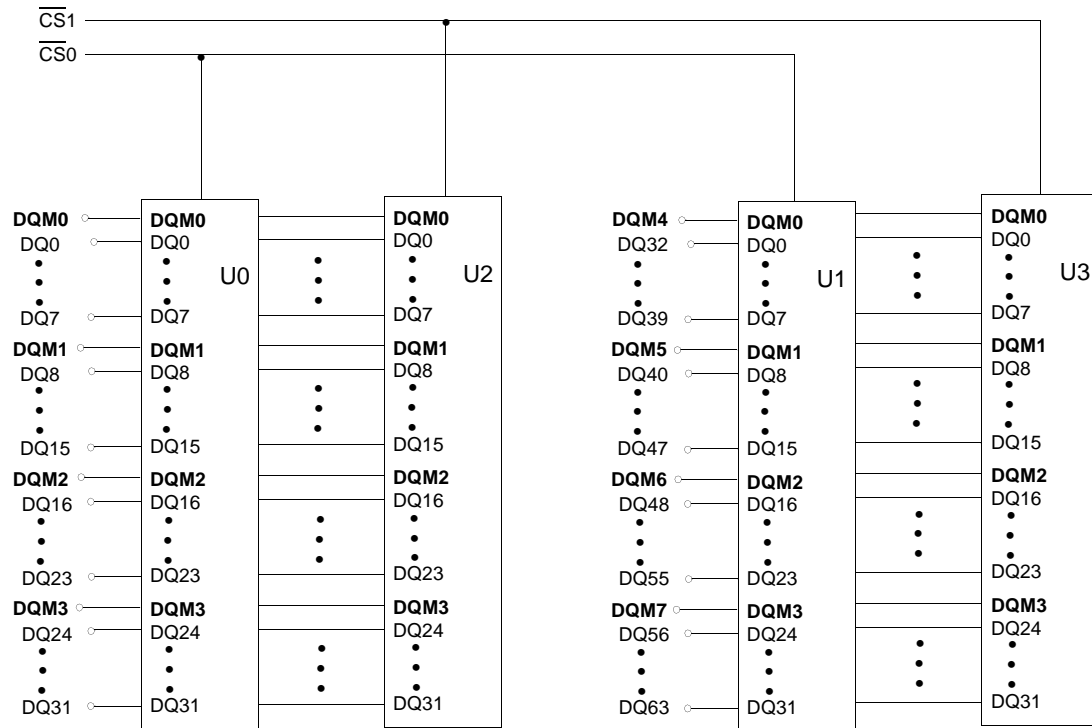 CS1
CS0
DQM0 DQM0 DQM0
DQ0 DQ0 DQ0
U0 U2
DQ7 DQ7 DQ7
DQM1 DQM1 DQM1
DQ8 DQ8 DQ8
DQ15 DQ15 DQ15
DQM2 DQM2 DQM2
DQ16 DQ16 DQ16
DQ23 DQ23 DQ23
DQM3 DQM3 DQM3
DQ24 DQ24 DQ24
DQ31 DQ31 DQ31
DQM4 DQM0 DQM0
DQ32 DQ0 DQ0
U1 U3
DQ39 DQ7 DQ7
DQM5 DQM1 DQM1
DQ40 DQ8 DQ8
DQ47 DQ15 DQ15
DQM6 DQM2 DQM2
DQ48 DQ16 DQ16
DQ55 DQ23 DQ23
DQM7 DQM3 DQM3
DQ56 DQ24 DQ24
DQ63 DQ31 DQ31